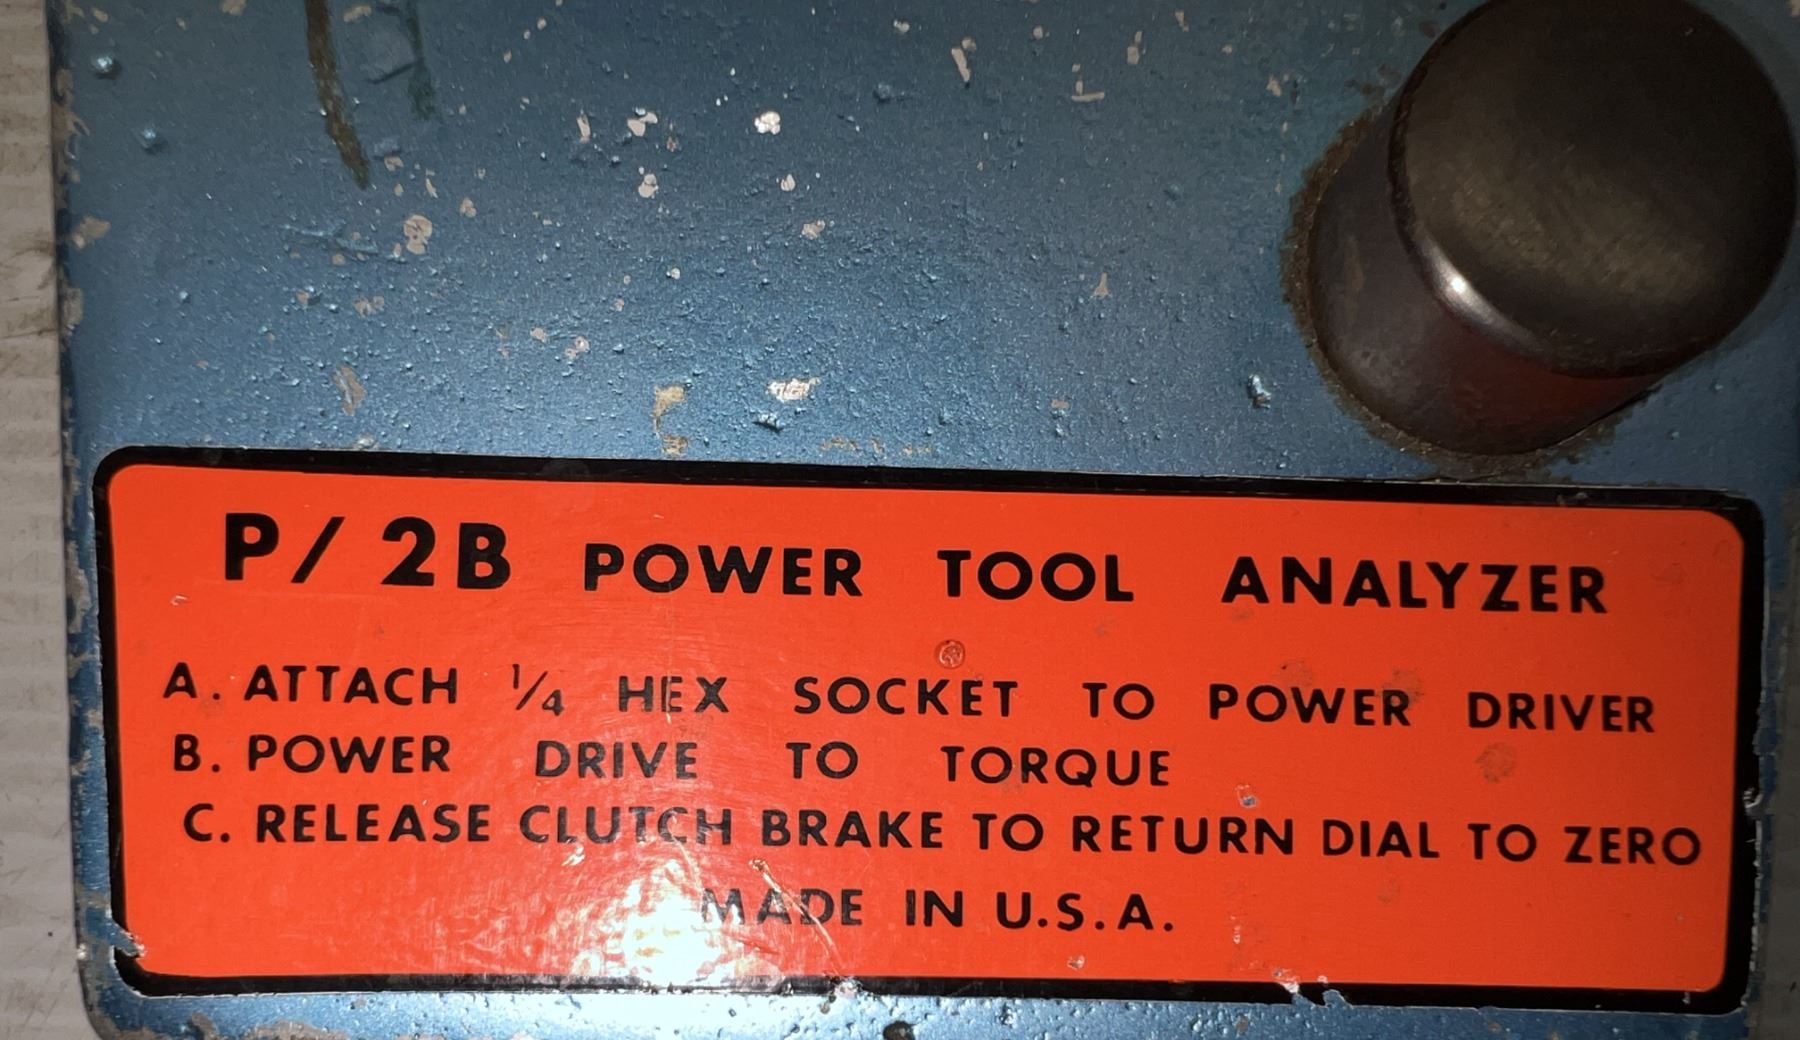 P/2B POWER TOOL ANALYZER
A. ATTACH 1/4 HEX SOCKET TO POWER DRIVER
B. POWER DRIVE TO TORQUE
C. RELEASE CLUTCH BRAKE TO RETURN DIAL TO ZERO
MADE IN U.S.A.